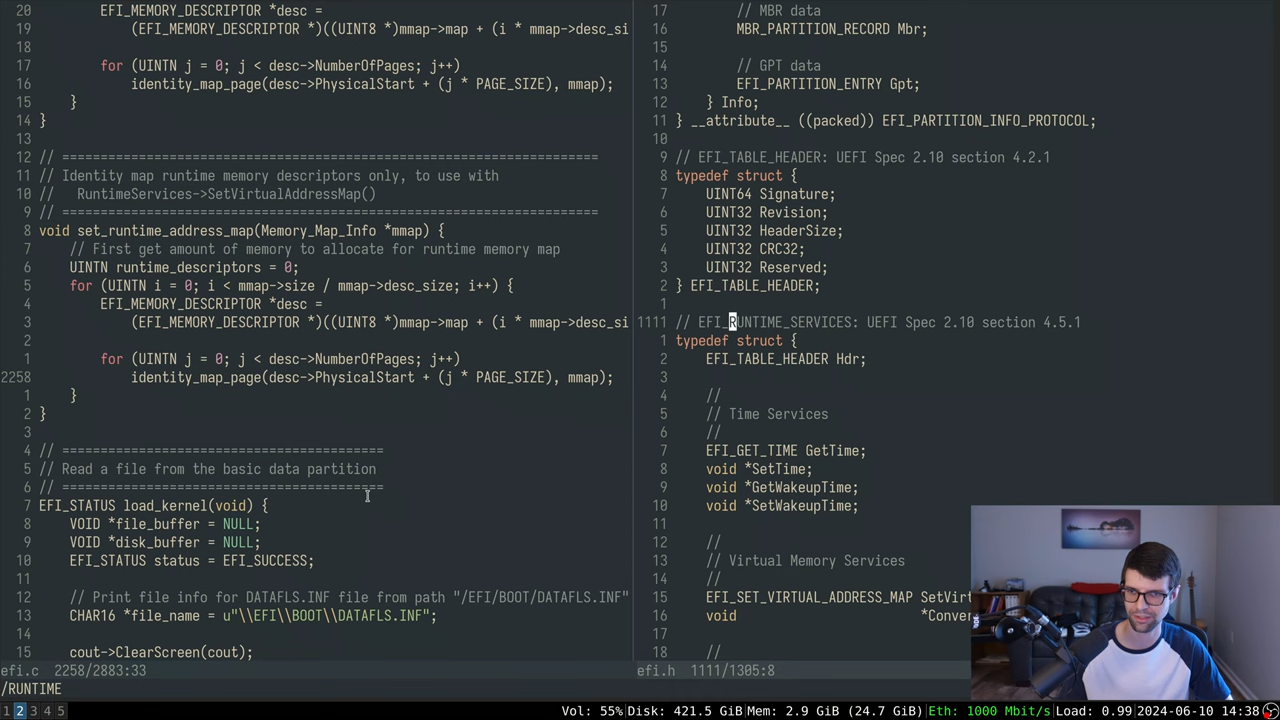 20         EFI_MEMORY_DESCRIPTOR *desc =
19             (EFI_MEMORY_DESCRIPTOR *)((UINT8 *)mmap->map + (i * mmap->desc_si
18
17         for (UINTN j = 0; j < desc->NumberOfPages; j++)
16             identity_map_page(desc->PhysicalStart + (j * PAGE_SIZE), mmap);
15     }
14 }
13
12 // ======================================================================
11 // Identity map runtime memory descriptors only, to use with
10 //  RuntimeServices->SetVirtualAddressMap()
9 // ======================================================================
8 void set_runtime_address_map(Memory_Map_Info *mmap) {
7     // First get amount of memory to allocate for runtime memory map
6     UINTN runtime_descriptors = 0;
5     for (UINTN i = 0; i < mmap->size / mmap->desc_size; i++) {
4         EFI_MEMORY_DESCRIPTOR *desc =
3             (EFI_MEMORY_DESCRIPTOR *)((UINT8 *)mmap->map + (i * mmap->desc_si
2
1         for (UINTN j = 0; j < desc->NumberOfPages; j++)
2258             identity_map_page(desc->PhysicalStart + (j * PAGE_SIZE), mmap);
1     }
2 }
3
4 // ==========================================
5 // Read a file from the basic data partition
6 // ==========================================
7 EFI_STATUS load_kernel(void) {
8     VOID *file_buffer = NULL;
9     VOID *disk_buffer = NULL;
10     EFI_STATUS status = EFI_SUCCESS;
11
12     // Print file info for DATAFLS.INF file from path "/EFI/BOOT/DATAFLS.INF"
13     CHAR16 *file_name = u"\\EFI\\BOOT\\DATAFLS.INF";
14
15     cout->ClearScreen(cout);
efi.c  2258/2883:33
17         // MBR data
16         MBR_PARTITION_RECORD Mbr;
15
14         // GPT data
13         EFI_PARTITION_ENTRY Gpt;
12     } Info;
11 } __attribute__ ((packed)) EFI_PARTITION_INFO_PROTOCOL;
10
9 // EFI_TABLE_HEADER: UEFI Spec 2.10 section 4.2.1
8 typedef struct {
7     UINT64 Signature;
6     UINT32 Revision;
5     UINT32 HeaderSize;
4     UINT32 CRC32;
3     UINT32 Reserved;
2 } EFI_TABLE_HEADER;
1
1111 // EFI_RUNTIME_SERVICES: UEFI Spec 2.10 section 4.5.1
1 typedef struct {
2     EFI_TABLE_HEADER Hdr;
3
4     //
5     // Time Services
6     //
7     EFI_GET_TIME GetTime;
8     void *SetTime;
9     void *GetWakeupTime;
10     void *SetWakeupTime;
11
12     //
13     // Virtual Memory Services
14     //
15     EFI_SET_VIRTUAL_ADDRESS_MAP SetVirt
16     void                        *Conver
17
18     //
efi.h  1111/1305:8
/RUNTIME
1 2 3 4 5
Vol: 55%|Disk: 421.5 GiB|Mem: 2.9 GiB (24.7 GiB)|Eth: 1000 Mbit/s|Load: 0.99|2024-06-10 14:38